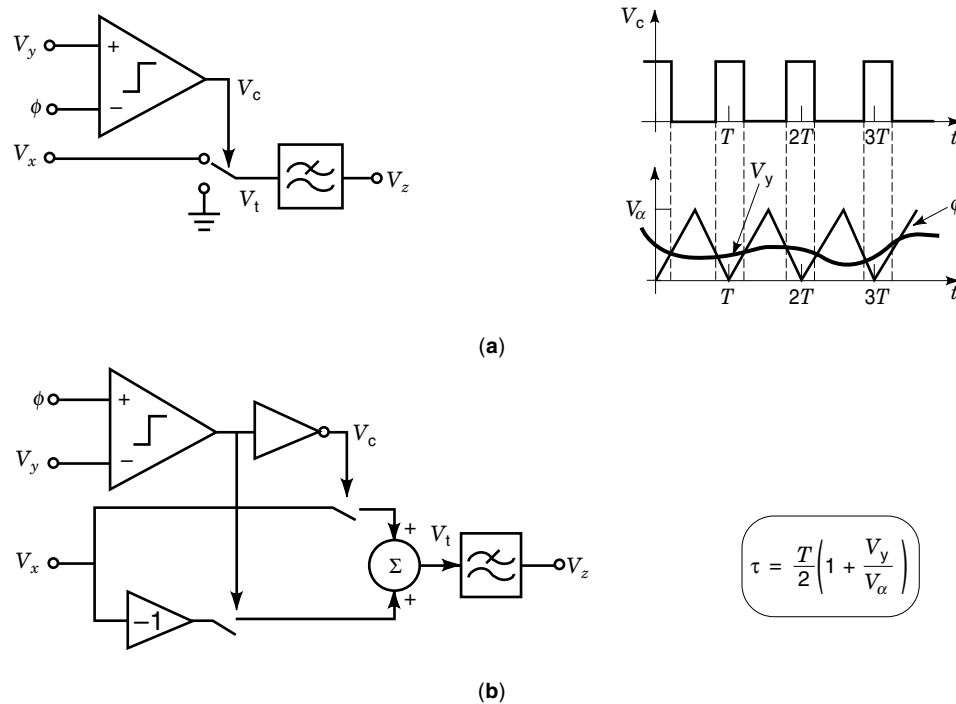 V_c
V_y
+
ϕ
−
V_c
V_x
V_t
V_z
T
2T
3T
t
V_y
V_α
ϕ
T
2T
3T
t
(a)
ϕ
+
V_y
−
V_c
V_x
+
Σ
+
V_t
V_z
−1
τ = T/2 (1 + V_y/V_α)
(b)